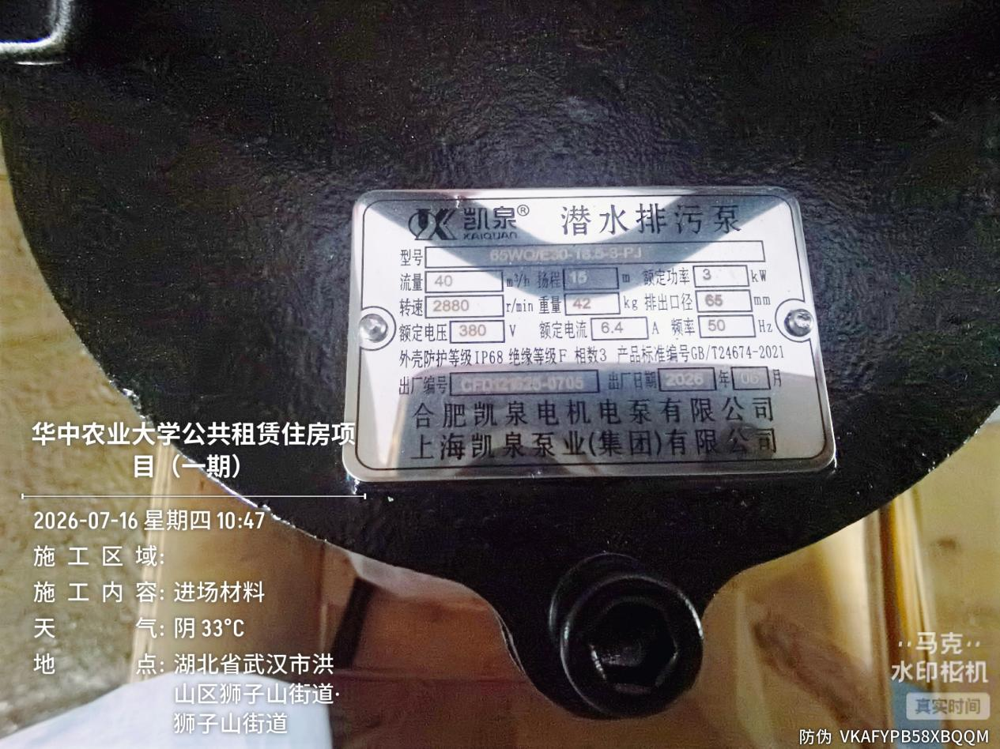 凯泉® 潜水排污泵
KAIQUAN
型号
流量 40 m³/h 扬程 15 m 额定功率 3 kW
转速 2880 r/min 重量 42 kg 排出口径 65 mm
额定电压 380 V 额定电流 6.4 A 频率 50 Hz
外壳防护等级IP68 绝缘等级F 相数3 产品标准编号GB/T24674-2021
出厂编号 出厂日期 2026 年 06 月
合肥凯泉电机电泵有限公司
上海凯泉泵业(集团)有限公司
华中农业大学公共租赁住房项
目（一期）
2026-07-16 星期四 10:47
施工区域:
施工内容: 进场材料
天气: 阴 33°C
地点: 湖北省武汉市洪
山区狮子山街道·
狮子山街道
马克
水印相机
真实时间
防伪 VKAFYPB58XBQQM